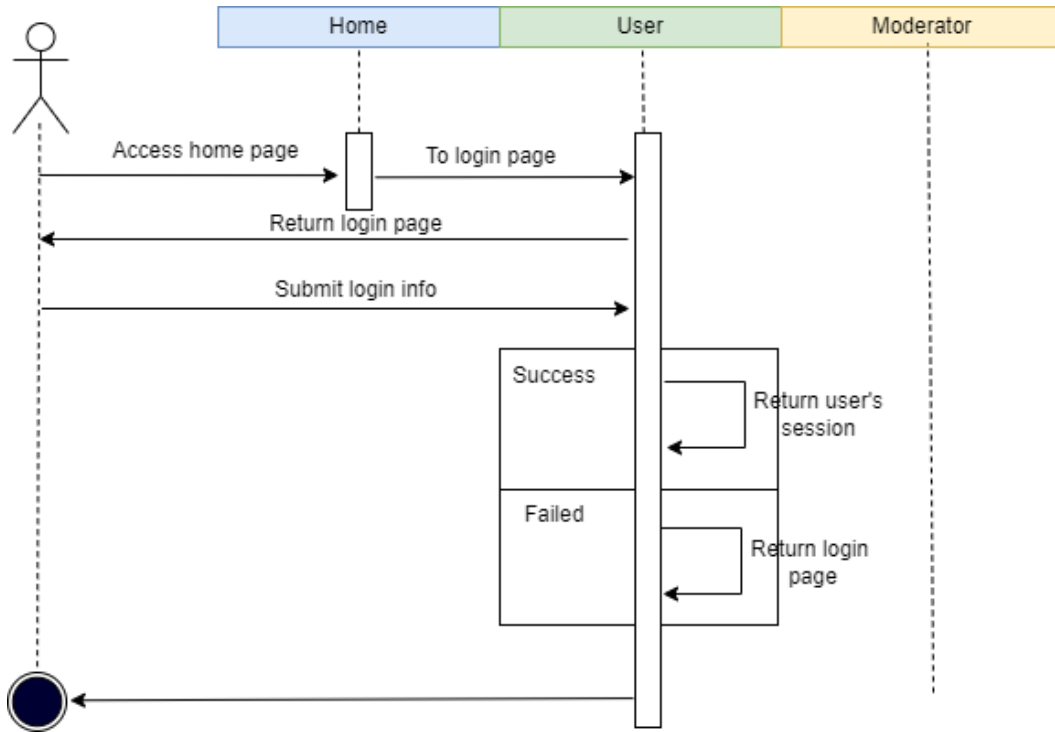 Home
User
Moderator
Access home page
To login page
Return login page
Submit login info
Success
Return user's
session
Failed
Return login
page